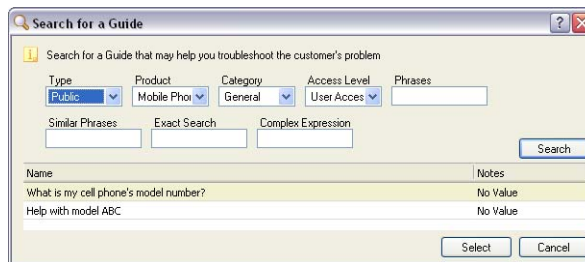 Search for a Guide
Search for a Guide that may help you troubleshoot the customer's problem
Type Product Category Access Level Phrases
Public Mobile Phor General User Acces
Similar Phrases Exact Search Complex Expression
Search
Name Notes
What is my cell phone's model number? No Value
Help with model ABC No Value
Select Cancel